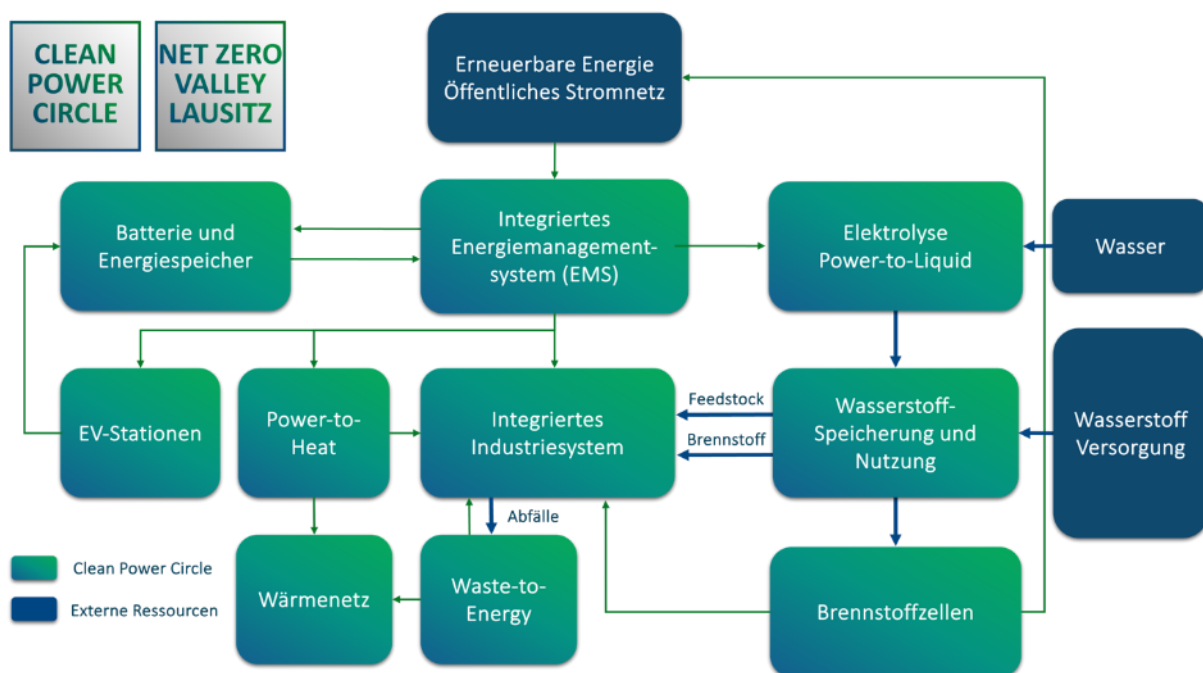 CLEAN
POWER
CIRCLE
NET ZERO
VALLEY
LAUSITZ
Erneuerbare Energie
Öffentliches Stromnetz
Batterie und
Energiespeicher
Integriertes
Energiemanagement-
system (EMS)
Elektrolyse
Power-to-Liquid
Wasser
EV-Stationen
Power-to-
Heat
Integriertes
Industriesystem
Feedstock
Brennstoff
Wasserstoff-
Speicherung und
Nutzung
Wasserstoff
Versorgung
Abfälle
Clean Power Circle
Externe Ressourcen
Wärmenetz
Waste-to-
Energy
Brennstoffzellen